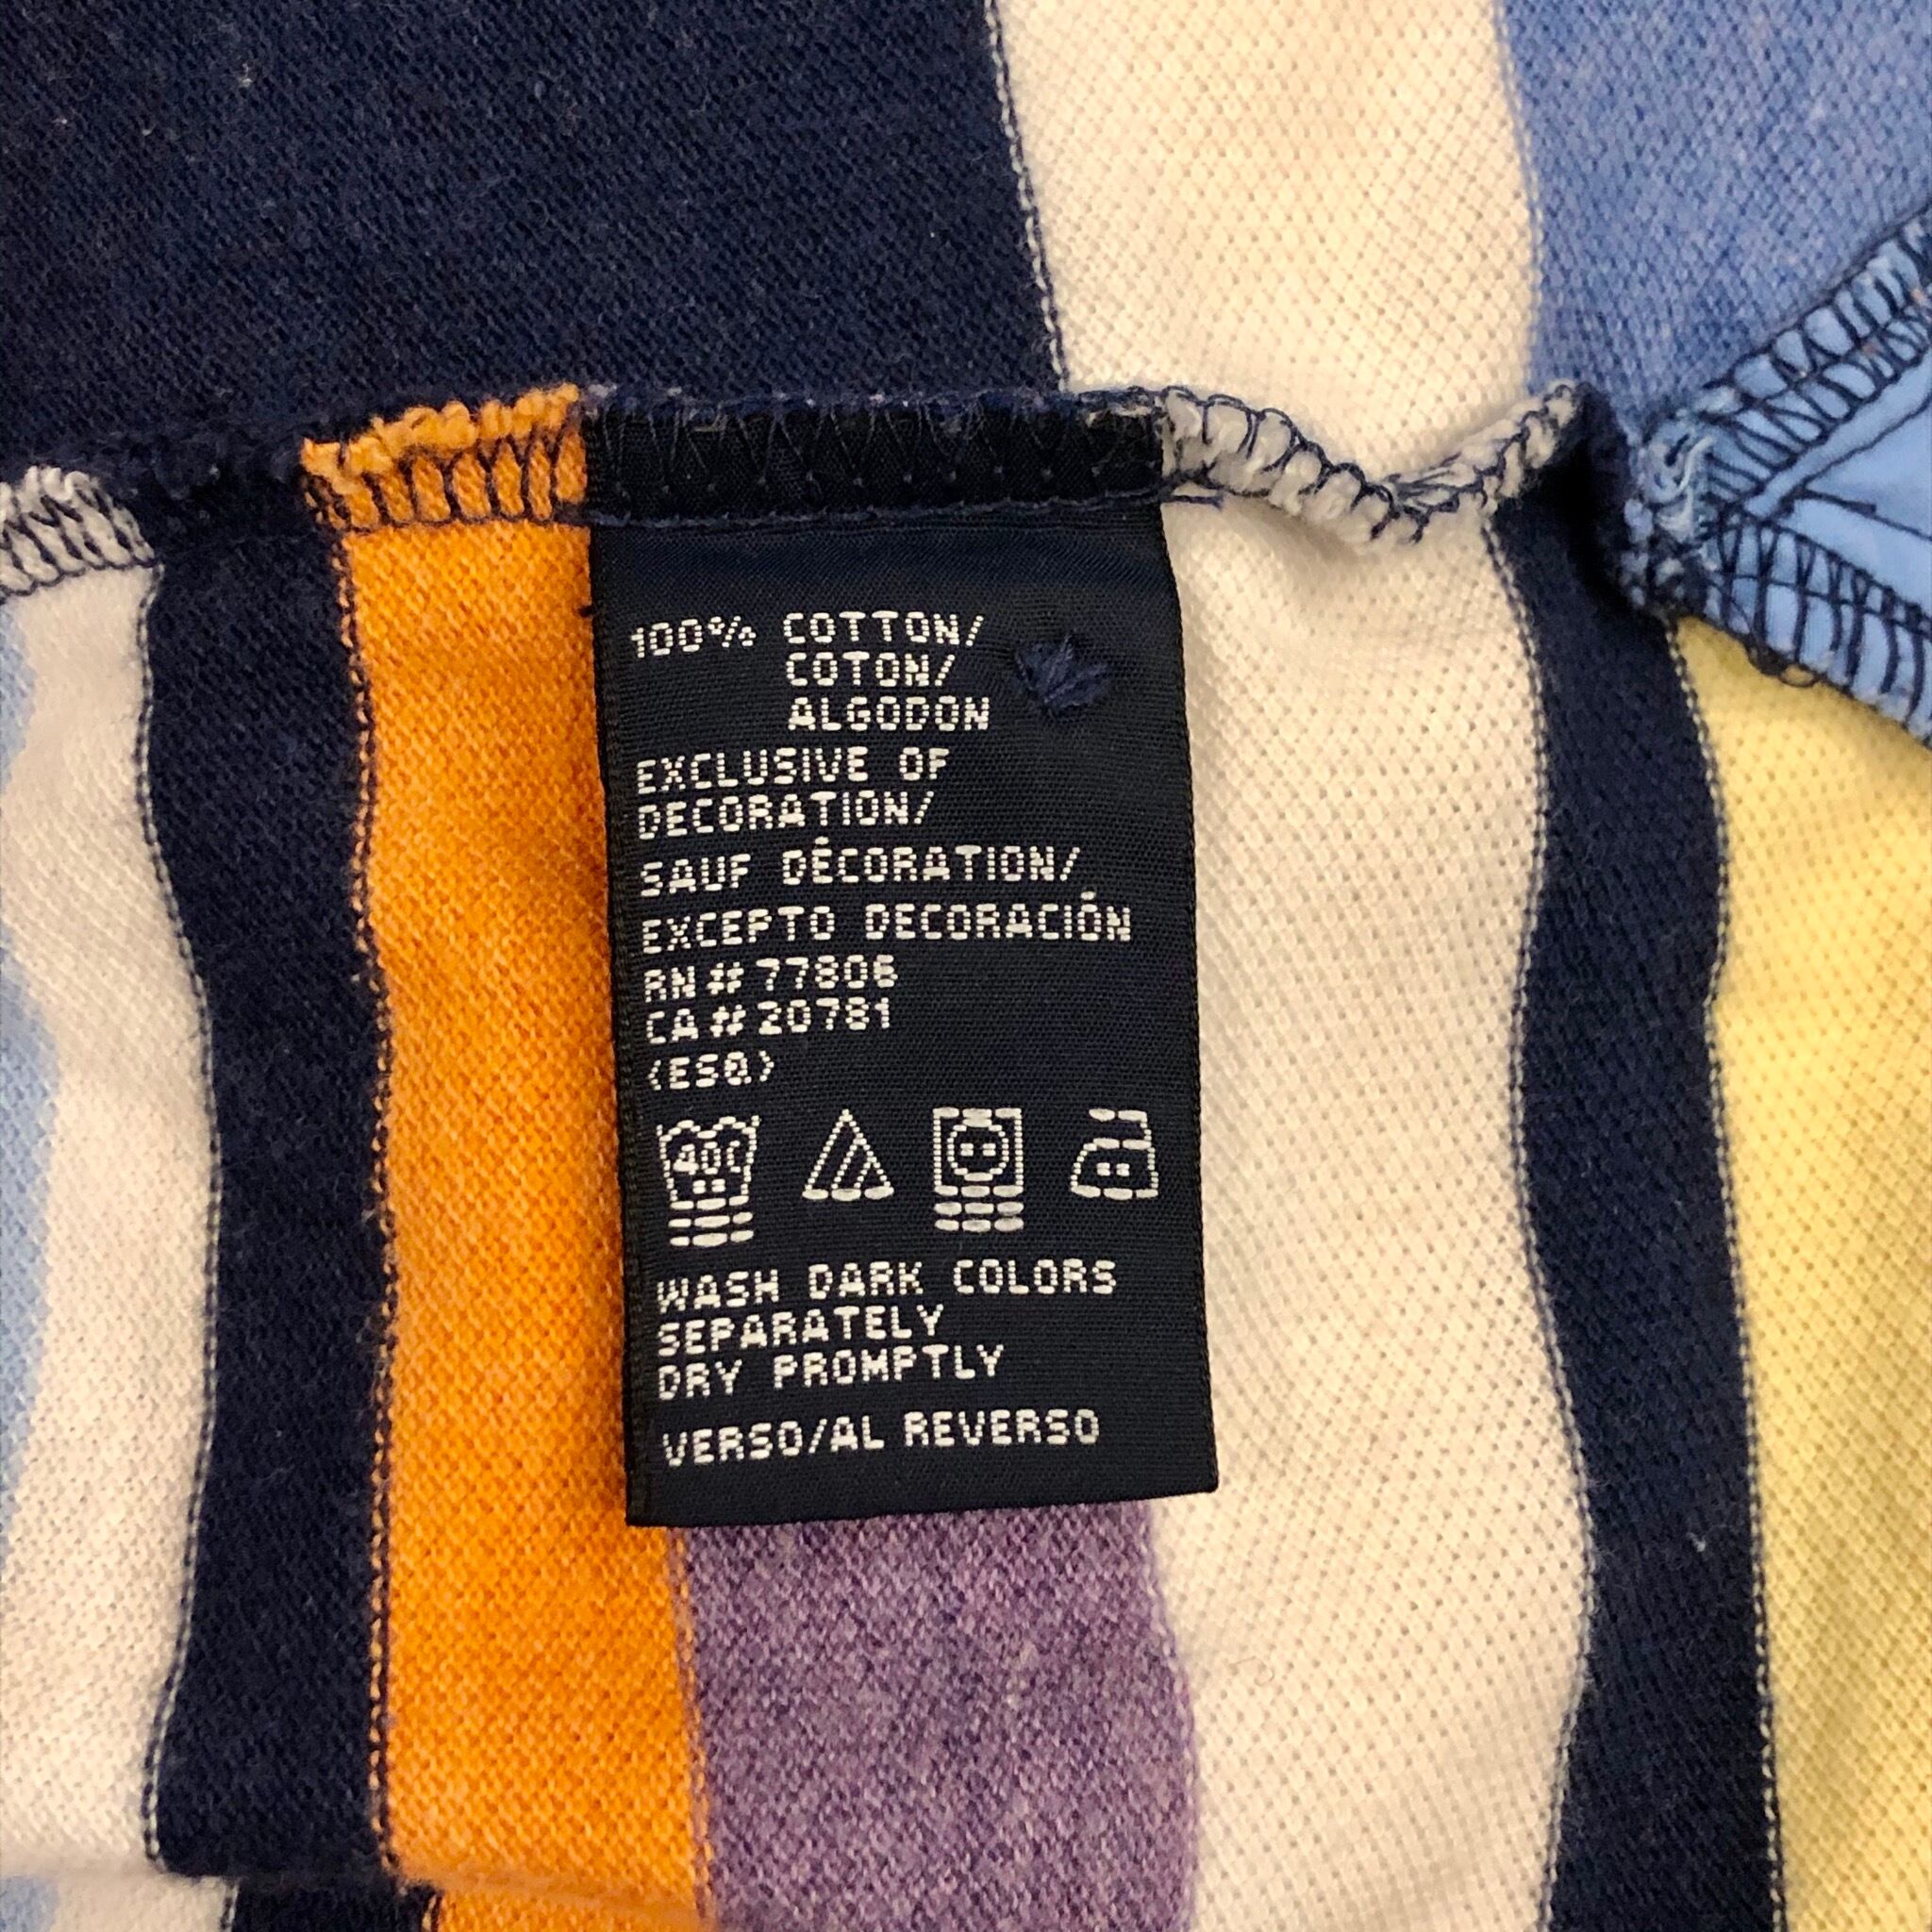 100% COTTON/
COTON/
ALGODON
EXCLUSIVE OF
DECORATION/
SAUF DÉCORATION/
EXCEPTO DECORACIÓN
RN # 77806
CA # 20781
(ESQ)
40C
WASH DARK COLORS
SEPARATELY
DRY PROMPTLY
VERSO/AL REVERSO